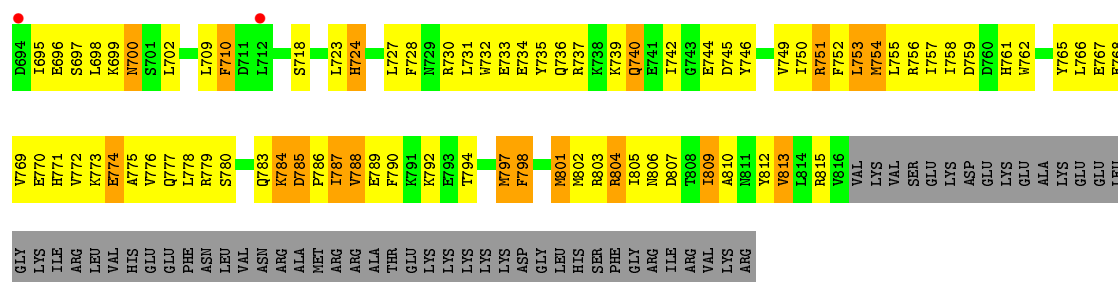 D694 I695 E696 S697 L698 K699 N700 S701 L702 L709 F710 D711 L712 S718 L723 H724 L727 F728 N729 R730 L731 W732 E733 E734 Y735 Q736 R737 K738 K739 Q740 E741 I742 G743 E744 D745 Y746 V749 I750 R751 F752 L753 M754 L755 R756 I757 I758 D759 D760 H761 W762 Y765 L766 E767 E768
V769 E770 H771 V772 K773 E774 A775 V776 Q777 L778 R779 S780 Q783 K784 D785 P786 I787 V788 E789 F790 K791 K792 E793 T794 M797 F798 M801 M802 R803 R804 I805 N806 D807 T808 I809 A810 N811 Y812 V813 L814 R815 V816 VAL LYS VAL SER GLU LYS ASP GLU LYS GLU ALA LYS GLU GLU LEU
GLY LYS ILE ARG LEU VAL HIS GLU GLU PHE ASN LEU VAL ASN ARG ALA MET ARG ARG ALA THR GLU LYS LYS LYS LYS LYS ASP GLY LEU HIS SER PHE GLY ARG ILE ARG VAL LYS ARG